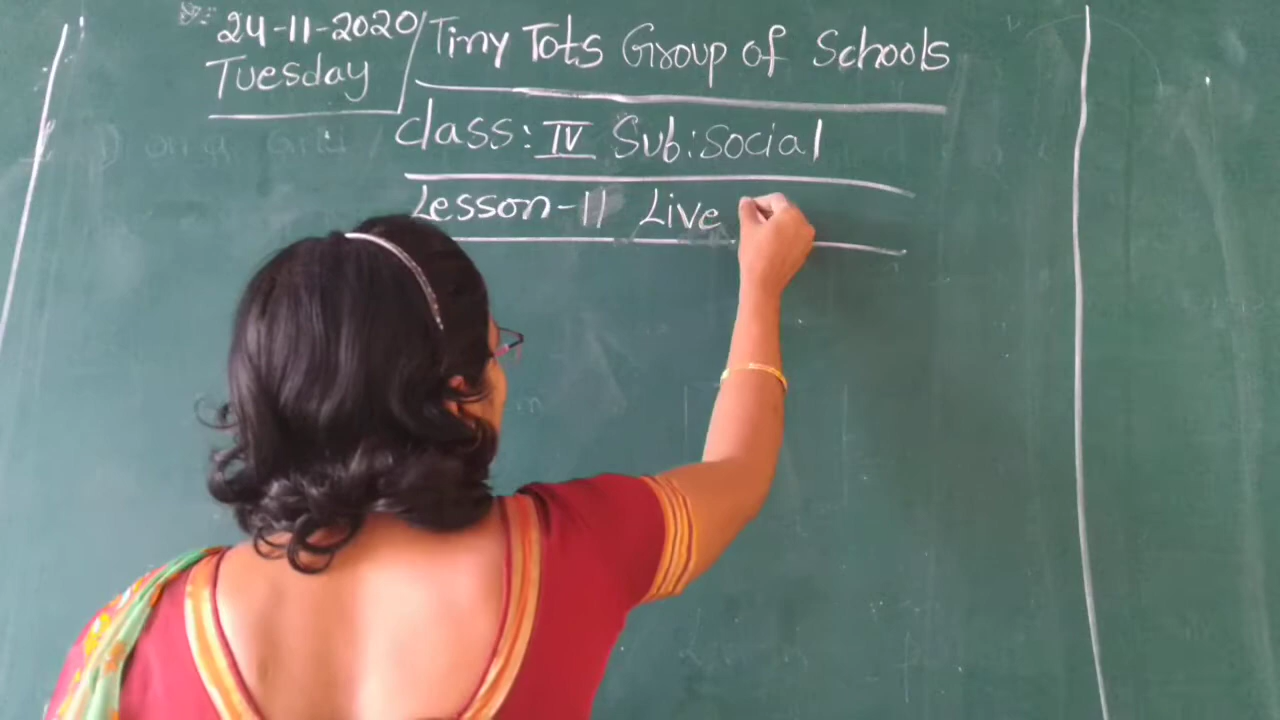 24-11-2020
Tuesday
Tiny Tots Group of Schools
Class: IV Sub: Social
Lesson-11 Live